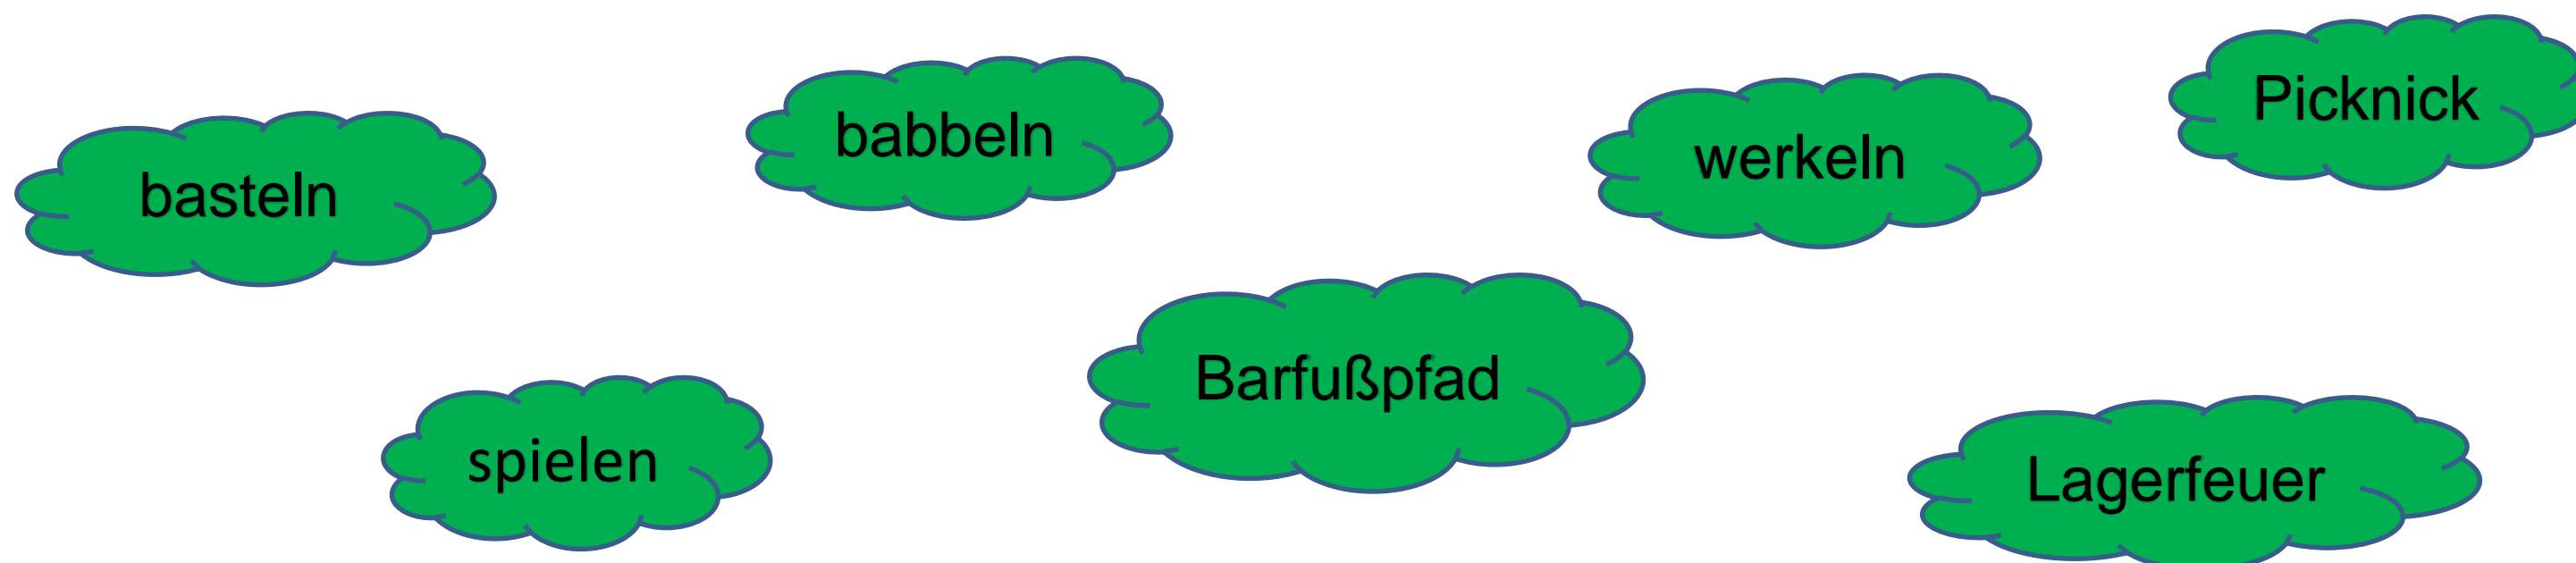 Picknick
babbeln
werkeln
basteln
Barfußpfad
spielen
Lagerfeuer